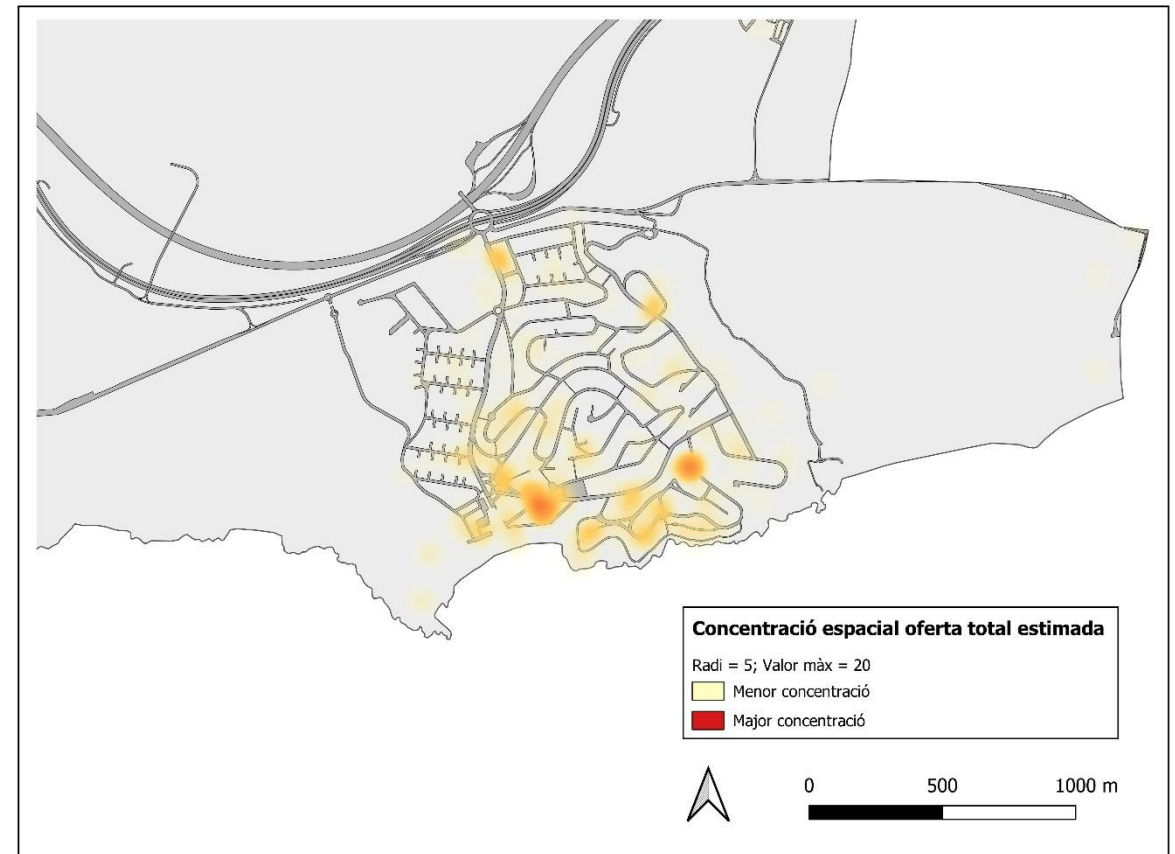 Concentració espacial oferta total estimada
Radi = 5; Valor màx = 20
Menor concentració
Major concentració
0 500 1000 m